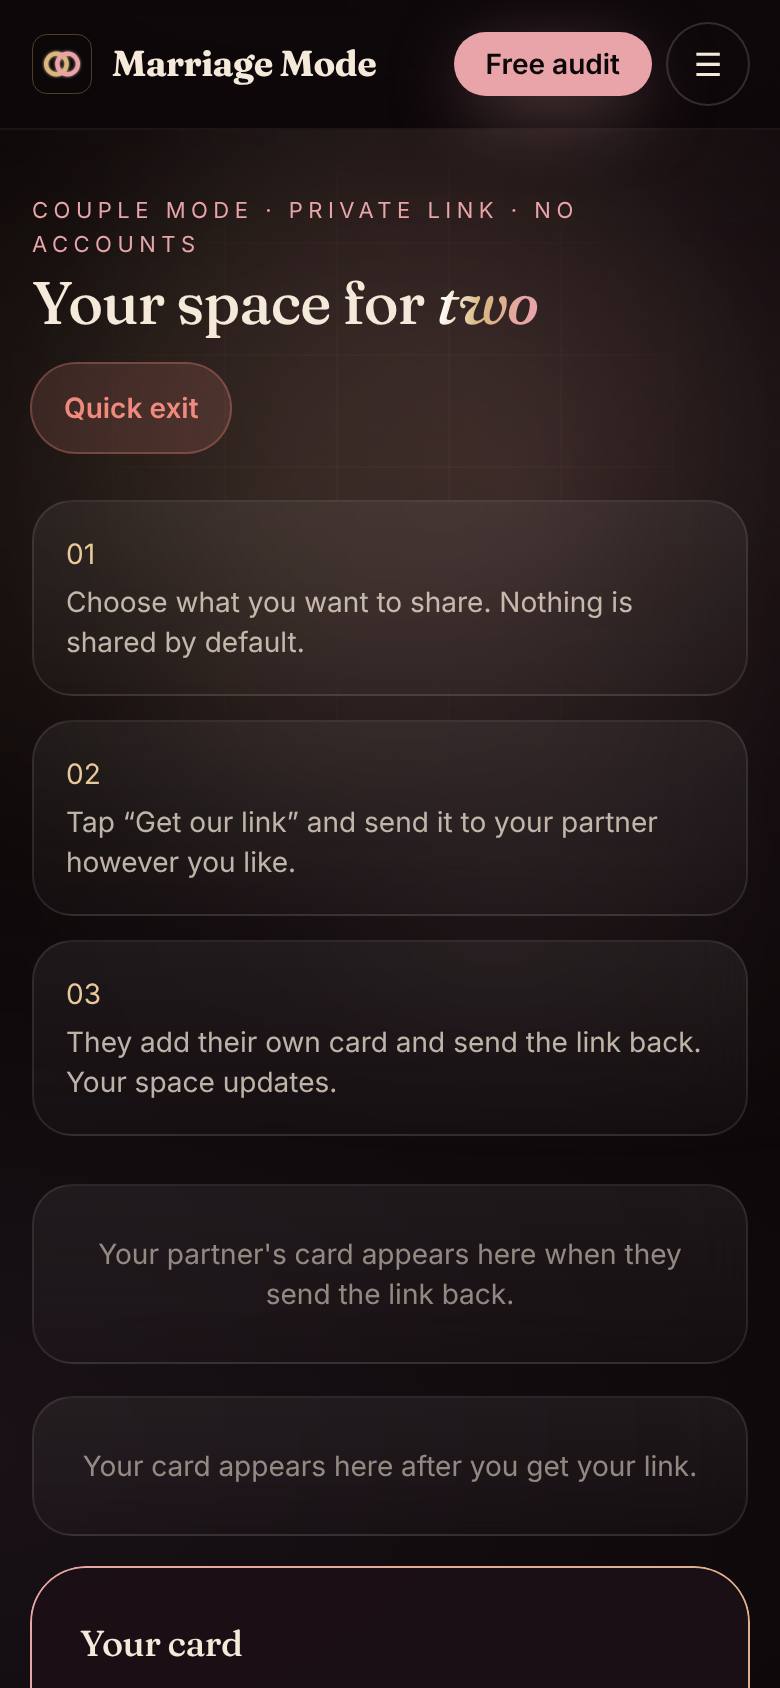 Marriage Mode
Free audit
COUPLE MODE · PRIVATE LINK · NO
ACCOUNTS
Your space for two
Quick exit
01
Choose what you want to share. Nothing is
shared by default.
02
Tap “Get our link” and send it to your partner
however you like.
03
They add their own card and send the link back.
Your space updates.
Your partner's card appears here when they
send the link back.
Your card appears here after you get your link.
Your card